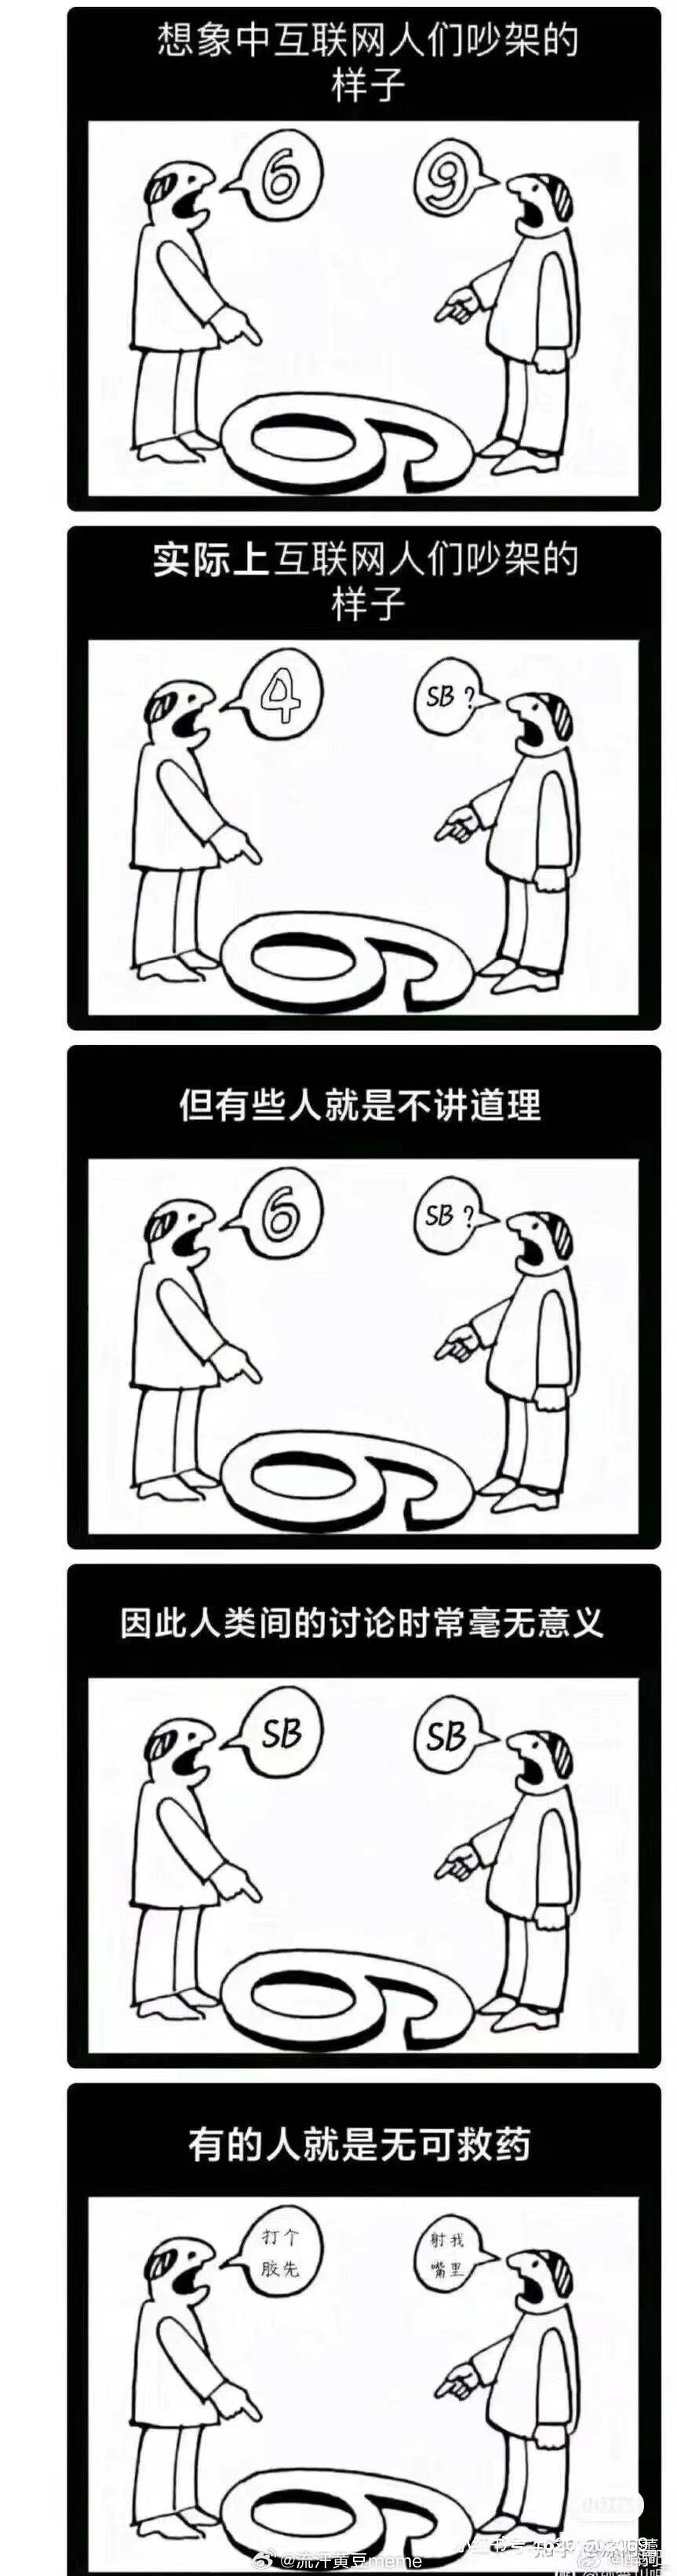 想象中互联网人们吵架的
样子
6
9
实际上互联网人们吵架的
样子
4
SB?
但有些人就是不讲道理
6
SB?
因此人类间的讨论时常毫无意义
SB
SB
有的人就是无可救药
打个
胶先
射我
嘴里
@流汗黄豆meme